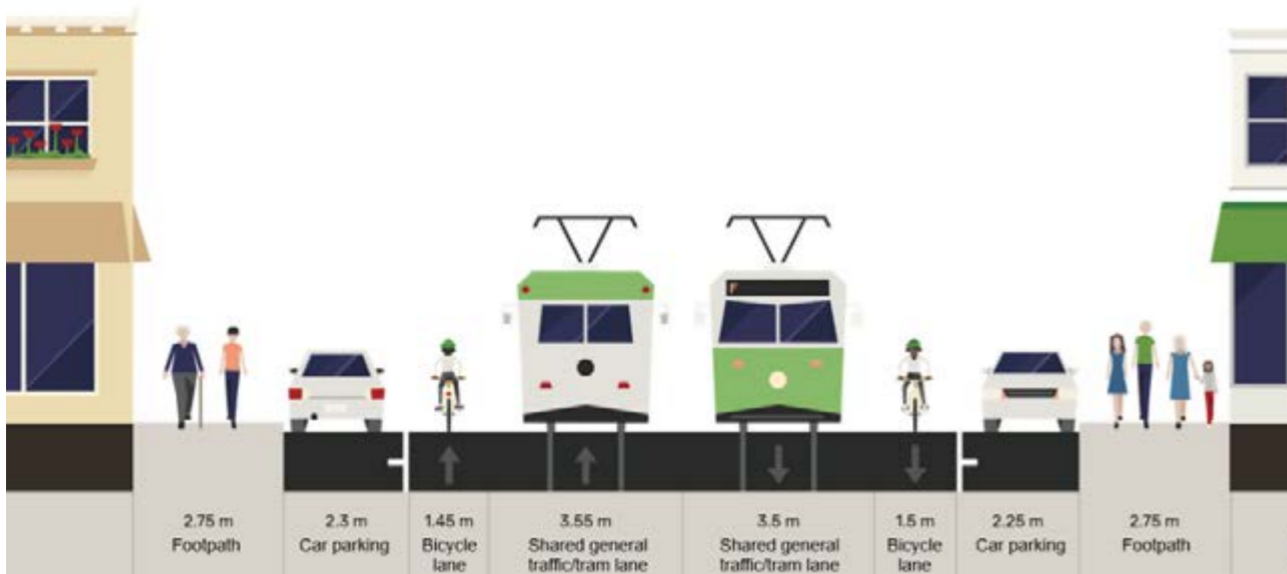 2.75 m
Footpath
2.3 m
Car parking
1.45 m
Bicycle
lane
3.55 m
Shared general
traffic/tram lane
3.5 m
Shared general
traffic/tram lane
1.5 m
Bicycle
lane
2.25 m
Car parking
2.75 m
Footpath